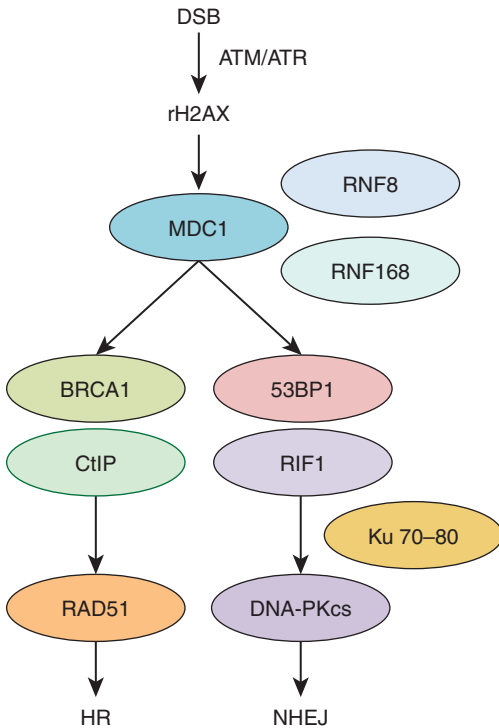 DSB
ATM/ATR
rH2AX
RNF8
MDC1
RNF168
BRCA1
53BP1
CtIP
RIF1
Ku 70–80
RAD51
DNA-PKcs
HR
NHEJ